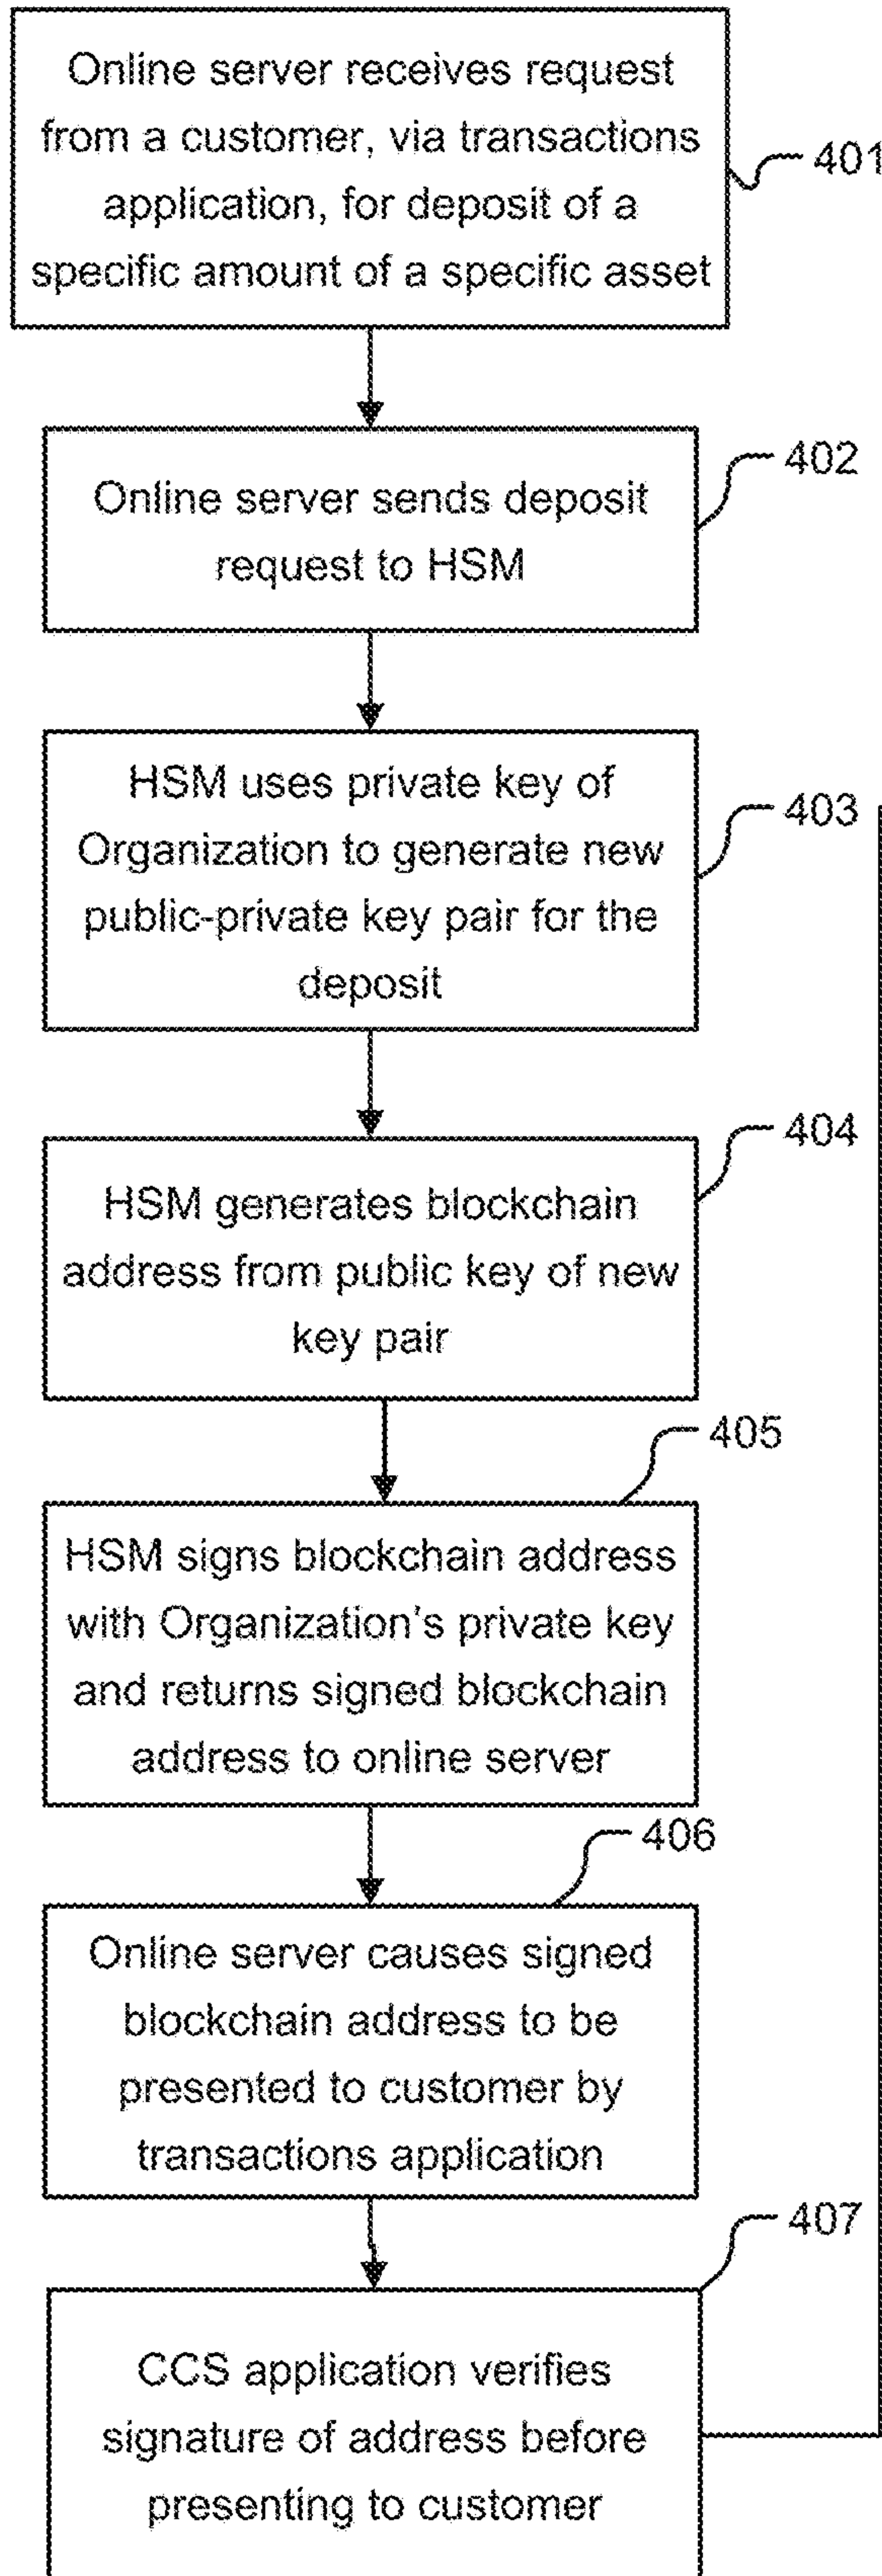 Online server receives request
from a customer, via transactions
application, for deposit of a
specific amount of a specific asset
401
402
Online server sends deposit
request to HSM
HSM uses private key of
Organization to generate new
public-private key pair for the
deposit
403
404
HSM generates blockchain
address from public key of new
key pair
405
HSM signs blockchain address
with Organization's private key
and returns signed blockchain
address to online server
406
Online server causes signed
blockchain address to be
presented to customer by
transactions application
407
CCS application verifies
signature of address before
presenting to customer